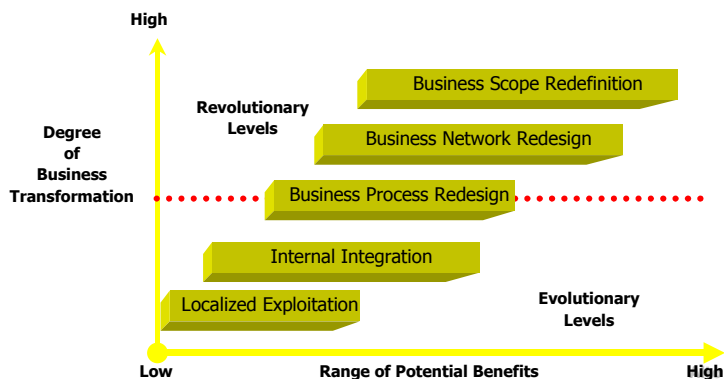 High
Business Scope Redefinition
Revolutionary
Levels
Degree
of
Business
Transformation
Business Network Redesign
Business Process Redesign
Internal Integration
Localized Exploitation
Evolutionary
Levels
Low
Range of Potential Benefits
High